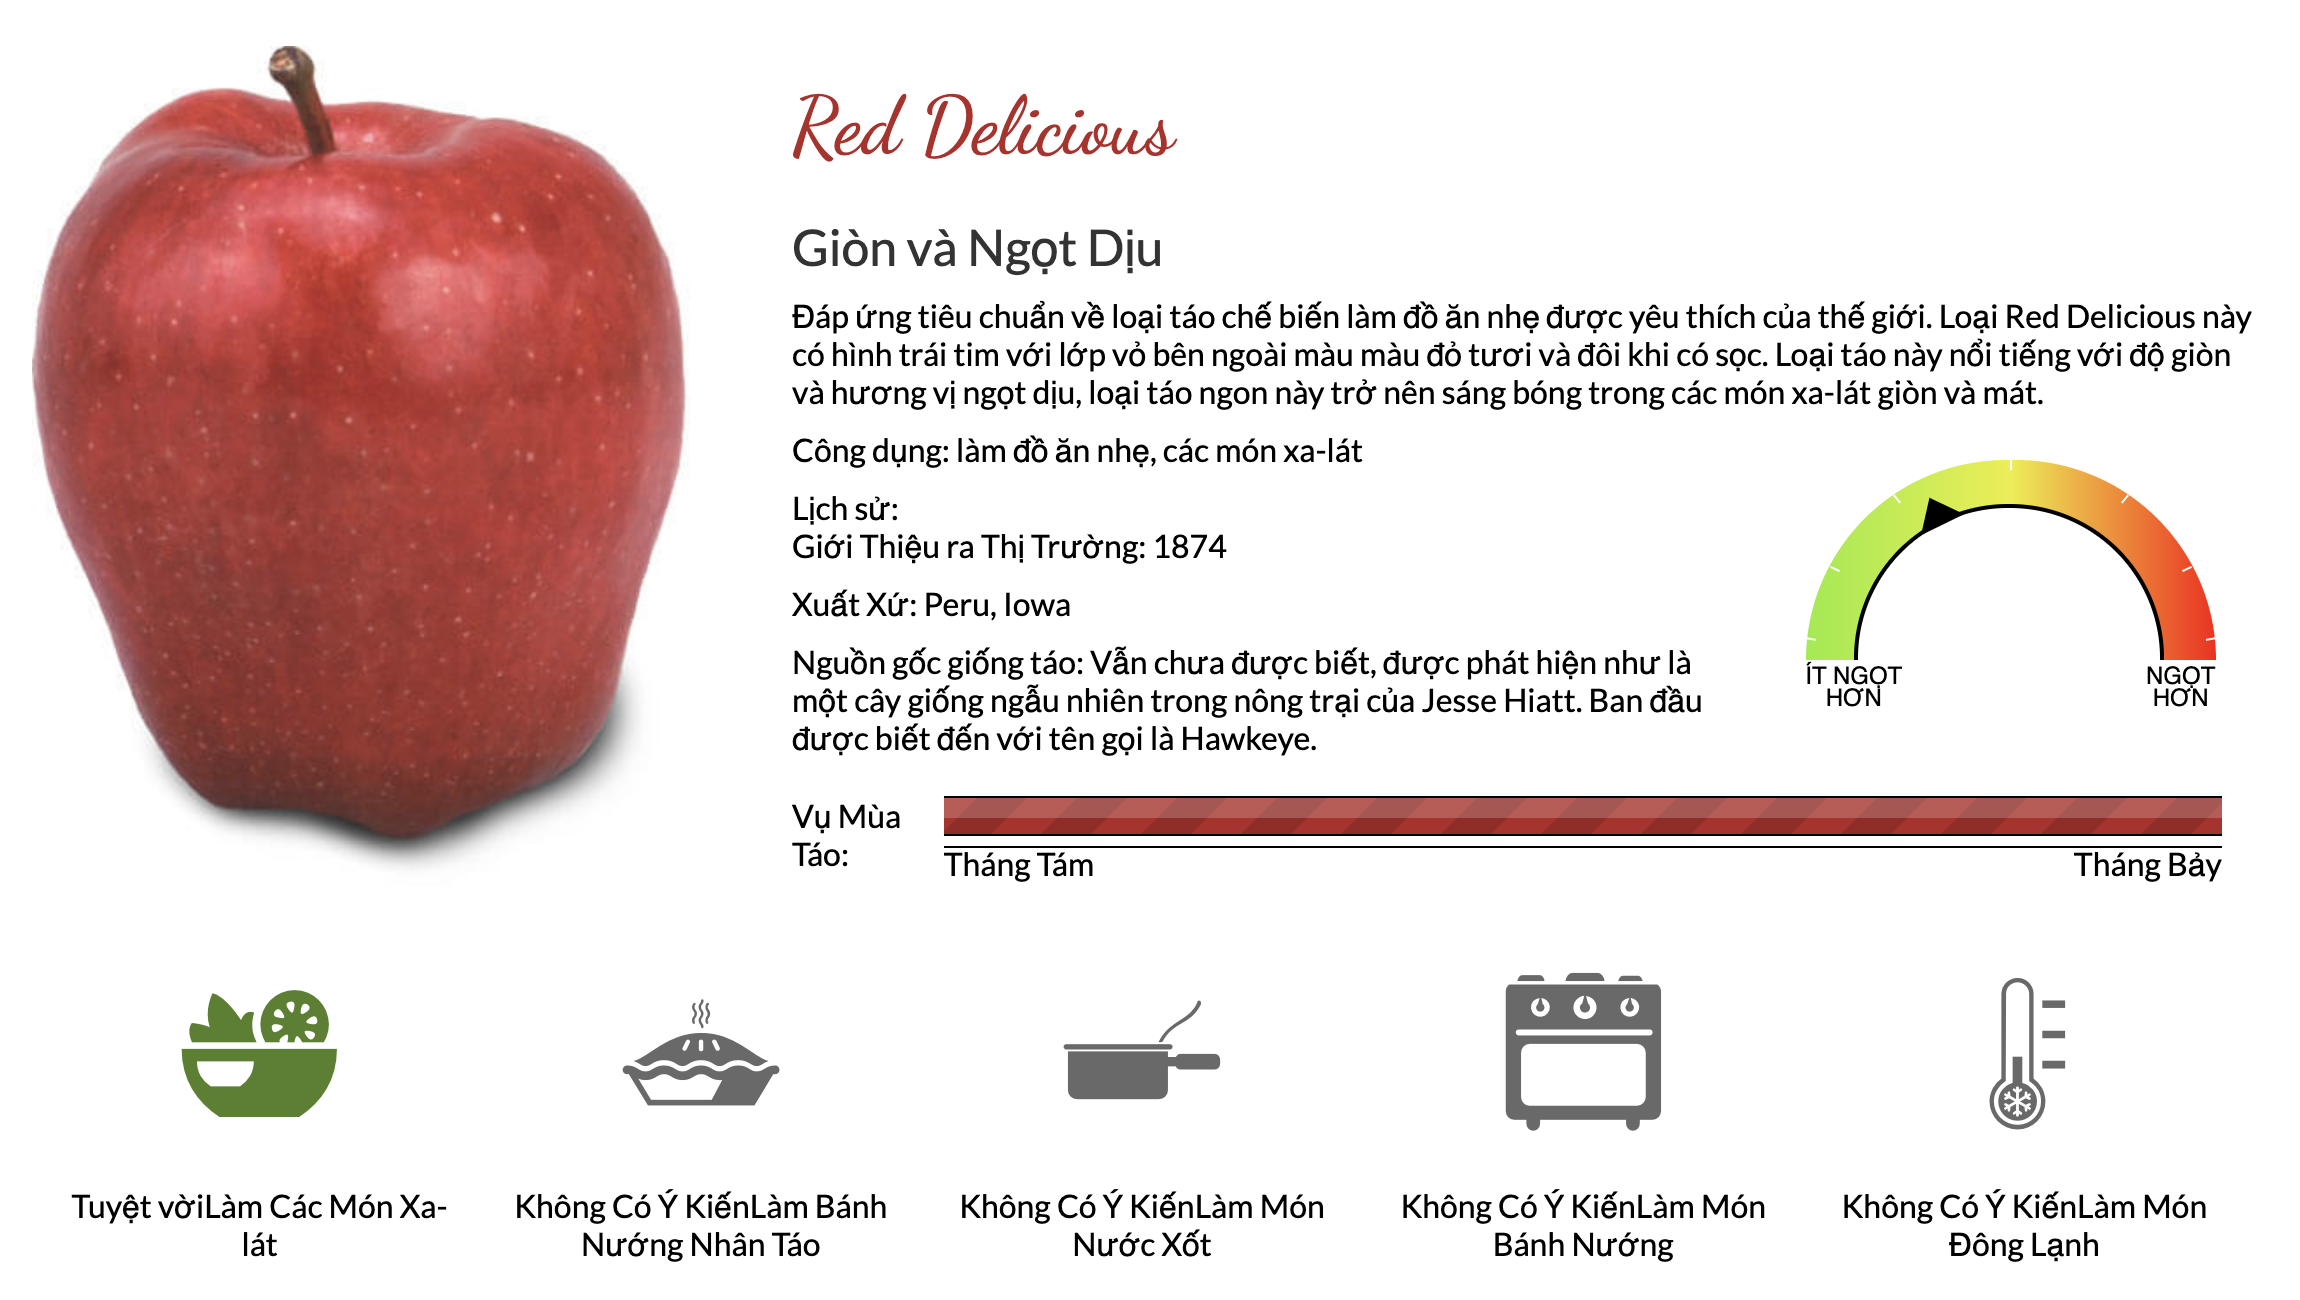 Red Delicious
Giòn và Ngọt Dịu
Đáp ứng tiêu chuẩn về loại táo chế biến làm đồ ăn nhẹ được yêu thích của thế giới. Loại Red Delicious này
có hình trái tim với lớp vỏ bên ngoài màu màu đỏ tươi và đôi khi có sọc. Loại táo này nổi tiếng với độ giòn
và hương vị ngọt dịu, loại táo ngon này trở nên sáng bóng trong các món xa-lát giòn và mát.
Công dụng: làm đồ ăn nhẹ, các món xa-lát
Lịch sử:
Giới Thiệu ra Thị Trường: 1874
Xuất Xứ: Peru, Iowa
Nguồn gốc giống táo: Vẫn chưa được biết, được phát hiện như là
một cây giống ngẫu nhiên trong nông trại của Jesse Hiatt. Ban đầu
được biết đến với tên gọi là Hawkeye.
ÍT NGỌT
HƠN
NGỌT
HƠN
Vụ Mùa
Táo:
Tháng Tám
Tháng Bảy
Tuyệt vờiLàm Các Món Xa-
lát
Không Có Ý KiếnLàm Bánh
Nướng Nhân Táo
Không Có Ý KiếnLàm Món
Nước Xốt
Không Có Ý KiếnLàm Món
Bánh Nướng
Không Có Ý KiếnLàm Món
Đông Lạnh